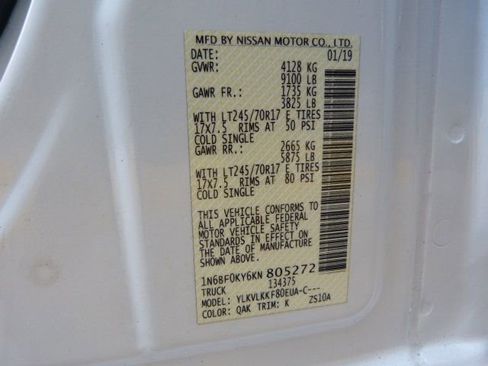 MFD BY NISSAN MOTOR CO., LTD.
DATE: 01/19
GVWR: 4128 KG
9100 LB
GAWR FR.: 1735 KG
3825 LB
WITH LT245/70R17 E TIRES
17X7.5 RIMS AT 50 PSI
COLD SINGLE
GAWR RR.: 2665 KG
5875 LB
WITH LT245/70R17 E TIRES
17X7.5 RIMS AT 80 PSI
COLD SINGLE
THIS VEHICLE CONFORMS TO
ALL APPLICABLE FEDERAL
MOTOR VEHICLE SAFETY
STANDARDS IN EFFECT ON
THE DATE OF MANUFACTURE
SHOWN ABOVE.
1N6BF0KY6KN 805272
TRUCK 134375
MODEL: YLKVLKKF80EUA-C---
COLOR: QAK TRIM: K ZS10A